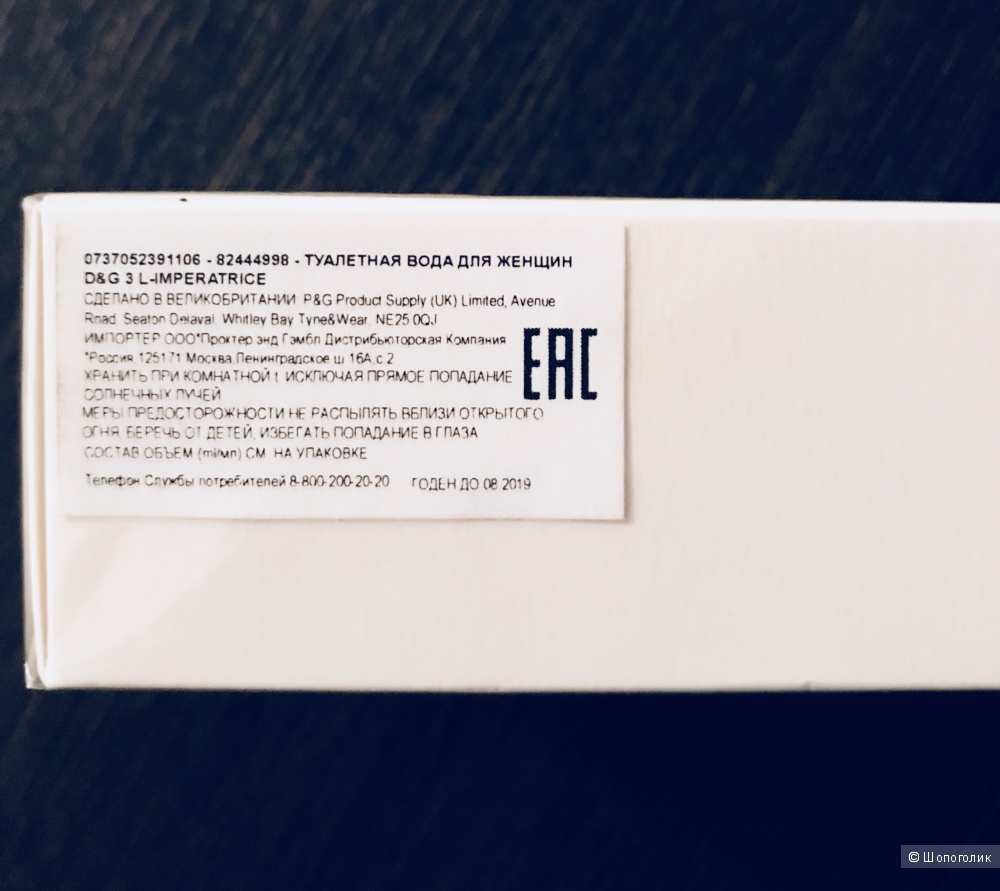 0737052391106 - 82444998 - ТУАЛЕТНАЯ ВОДА ДЛЯ ЖЕНЩИН
D&G 3 L-IMPERATRICE
СДЕЛАНО В ВЕЛИКОБРИТАНИИ P&G Product Supply (UK) Limited, Avenue
Road, Seaton Delaval, Whitley Bay Tyne&Wear, NE25 0QJ
ИМПОРТЕР ООО"Проктер энд Гэмбл Дистрибьюторская Компания
"Россия 125171 Москва Ленинградское ш 16А,с 2
EAC
ХРАНИТЬ ПРИ КОМНАТНОЙ t ИСКЛЮЧАЯ ПРЯМОЕ ПОПАДАНИЕ
СОЛНЕЧНЫХ ЛУЧЕЙ
МЕРЫ ПРЕДОСТОРОЖНОСТИ НЕ РАСПЫЛЯТЬ ВБЛИЗИ ОТКРЫТОГО
ОГНЯ, БЕРЕЧЬ ОТ ДЕТЕЙ, ИЗБЕГАТЬ ПОПАДАНИЕ В ГЛАЗА
СОСТАВ ОБЪЕМ (ml/мл) СМ. НА УПАКОВКЕ
Телефон Службы потребителей 8-800-200-20-20 ГОДЕН ДО 08.2019
© Шопоголик